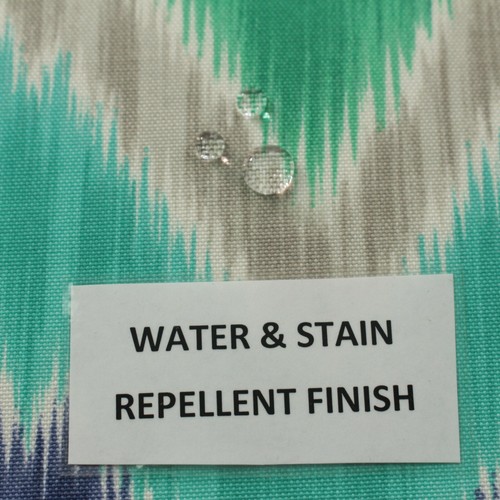 WATER & STAIN
REPELLENT FINISH